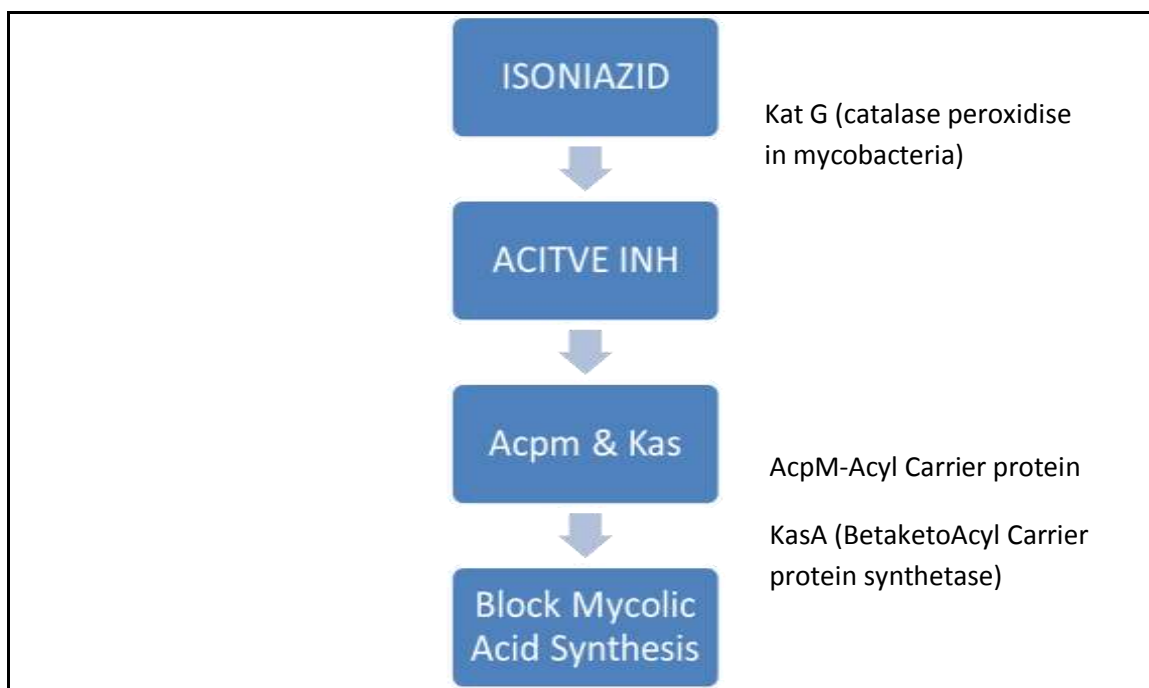 ISONIAZID
Kat G (catalase peroxidise
in mycobacteria)
ACITVE INH
Acpm & Kas
AcpM-Acyl Carrier protein
KasA (BetaketoAcyl Carrier
protein synthetase)
Block Mycolic
Acid Synthesis